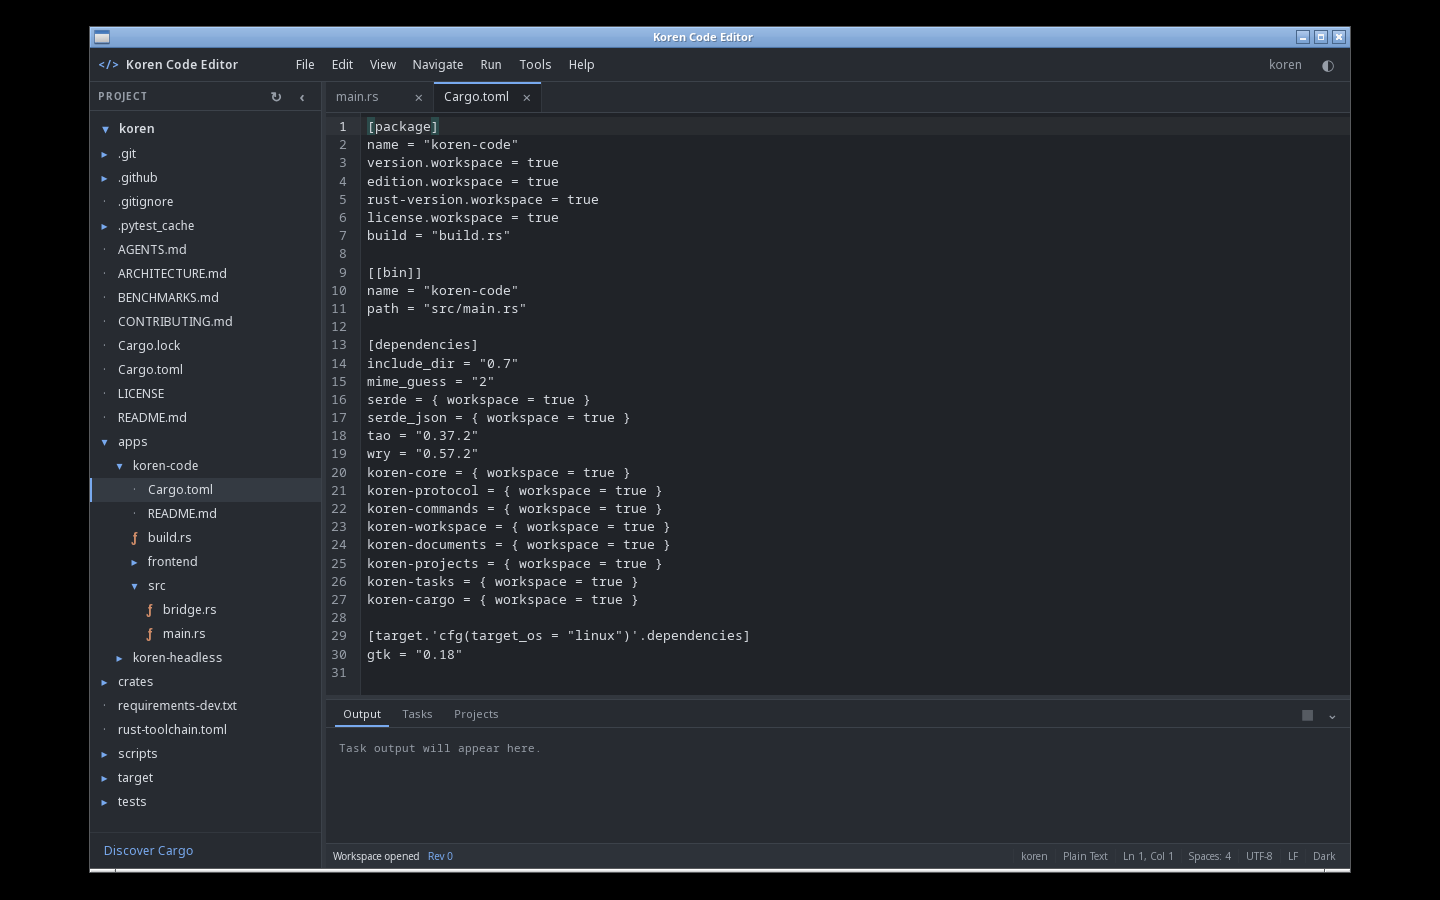 Koren Code Editor
</> Koren Code Editor File Edit View Navigate Run Tools Help koren
PROJECT
main.rs × Cargo.toml ×
koren
.git
.github
.gitignore
.pytest_cache
AGENTS.md
ARCHITECTURE.md
BENCHMARKS.md
CONTRIBUTING.md
Cargo.lock
Cargo.toml
LICENSE
README.md
apps
koren-code
Cargo.toml
README.md
ƒ build.rs
frontend
src
ƒ bridge.rs
ƒ main.rs
koren-headless
crates
requirements-dev.txt
rust-toolchain.toml
scripts
target
tests
Discover Cargo
1 [package]
2 name = "koren-code"
3 version.workspace = true
4 edition.workspace = true
5 rust-version.workspace = true
6 license.workspace = true
7 build = "build.rs"
8
9 [[bin]]
10 name = "koren-code"
11 path = "src/main.rs"
12
13 [dependencies]
14 include_dir = "0.7"
15 mime_guess = "2"
16 serde = { workspace = true }
17 serde_json = { workspace = true }
18 tao = "0.37.2"
19 wry = "0.57.2"
20 koren-core = { workspace = true }
21 koren-protocol = { workspace = true }
22 koren-commands = { workspace = true }
23 koren-workspace = { workspace = true }
24 koren-documents = { workspace = true }
25 koren-projects = { workspace = true }
26 koren-tasks = { workspace = true }
27 koren-cargo = { workspace = true }
28
29 [target.'cfg(target_os = "linux")'.dependencies]
30 gtk = "0.18"
31
Output Tasks Projects
Task output will appear here.
Workspace opened Rev 0 koren Plain Text Ln 1, Col 1 Spaces: 4 UTF-8 LF Dark